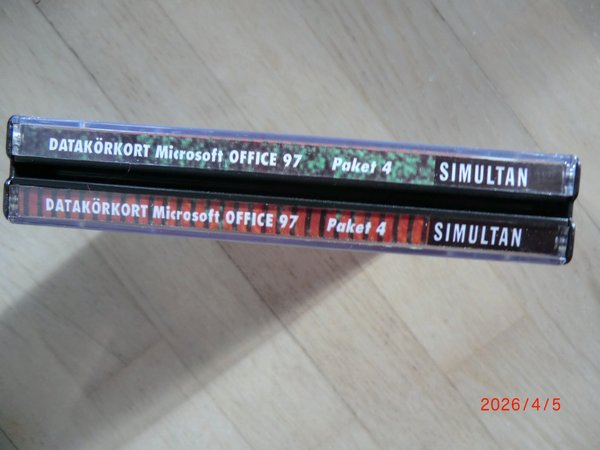 DATAKÖRKORT Microsoft OFFICE 97 Paket 4 SIMULTAN
DATAKÖRKORT Microsoft OFFICE 97 Paket 4 SIMULTAN
2026/4/5